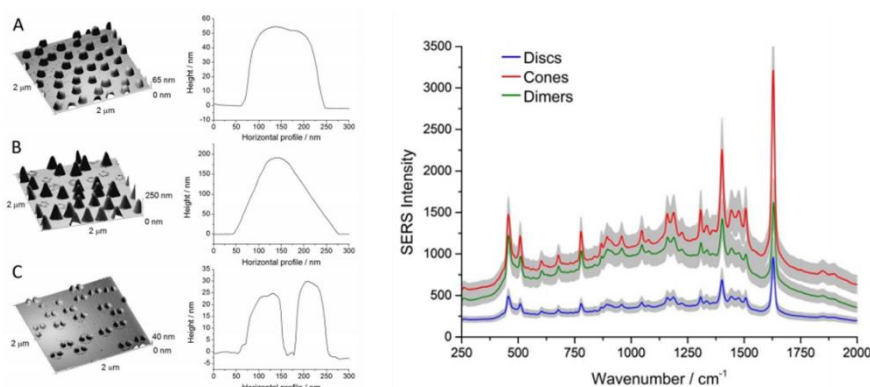 A
2 μm
2 μm
65 nm
0 nm
Height / nm
60
50
40
30
20
10
0
-10
0 50 100 150 200 250 300
Horizontal profile / nm
B
2 μm
2 μm
250 nm
0 nm
Height / nm
200
150
100
50
0
0 50 100 150 200 250 300
Horizontal profile / nm
C
2 μm
2 μm
40 nm
0 nm
Height / nm
35
30
25
20
15
10
5
0
-5
0 50 100 150 200 250 300
Horizontal profile / nm
SERS Intensity
3500
3000
2500
2000
1500
1000
500
0
Discs
Cones
Dimers
250 500 750 1000 1250 1500 1750 2000
Wavenumber / cm⁻¹